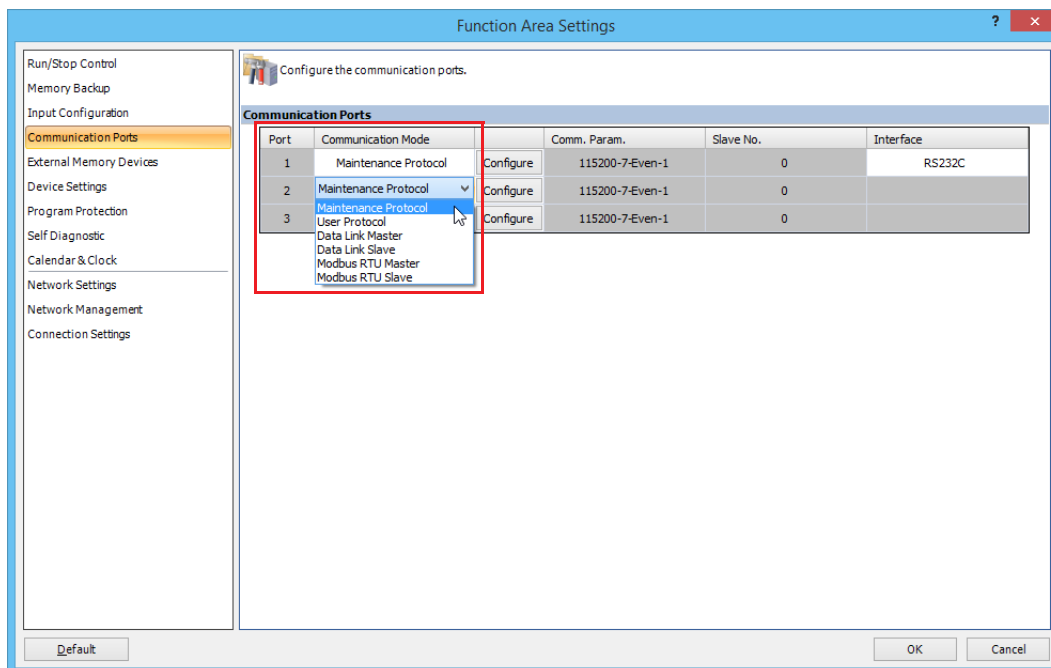 Function Area Settings
?
×
Run/Stop Control
Memory Backup
Input Configuration
Communication Ports
External Memory Devices
Device Settings
Program Protection
Self Diagnostic
Calendar & Clock
Network Settings
Network Management
Connection Settings
Configure the communication ports.
Communication Ports
Port Communication Mode Comm. Param. Slave No. Interface
1 Maintenance Protocol Configure 115200-7-Even-1 0 RS232C
2 Maintenance Protocol Configure 115200-7-Even-1 0
3 Configure 115200-7-Even-1 0
Maintenance Protocol
User Protocol
Data Link Master
Data Link Slave
Modbus RTU Master
Modbus RTU Slave
Default
OK
Cancel